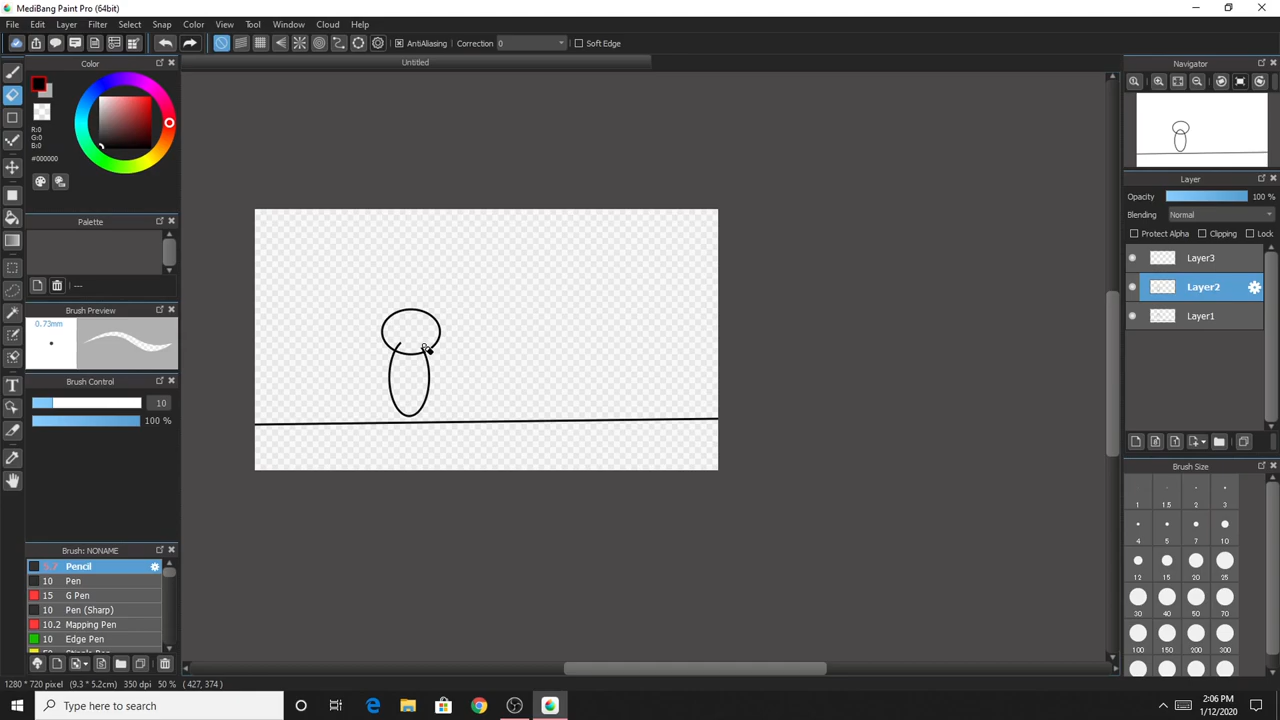 MediBang Paint Pro (64bit)
File Edit Layer Filter Select Snap Color View Tool Window Cloud Help
AntiAliasing Correction 0 Soft Edge
Color
Untitled
Navigator
R:0
G:0
B:0
#000000
Layer
Opacity 100 %
Blending Normal
Protect Alpha Clipping Lock
Palette
Layer3
Layer2
Layer1
---
Brush Preview
0.73mm
Brush Control
10
100 %
Brush Size
1 1.5 2 3
4 5 7 10
12 15 20 25
30 40 50 70
100 150 200 300
Brush: NONAME
5.7 Pencil
10 Pen
15 G Pen
10 Pen (Sharp)
10.2 Mapping Pen
10 Edge Pen
1280 * 720 pixel (9.3 * 5.2cm) 350 dpi 50 % ( 427, 374 )
Type here to search
2:06 PM
1/12/2020